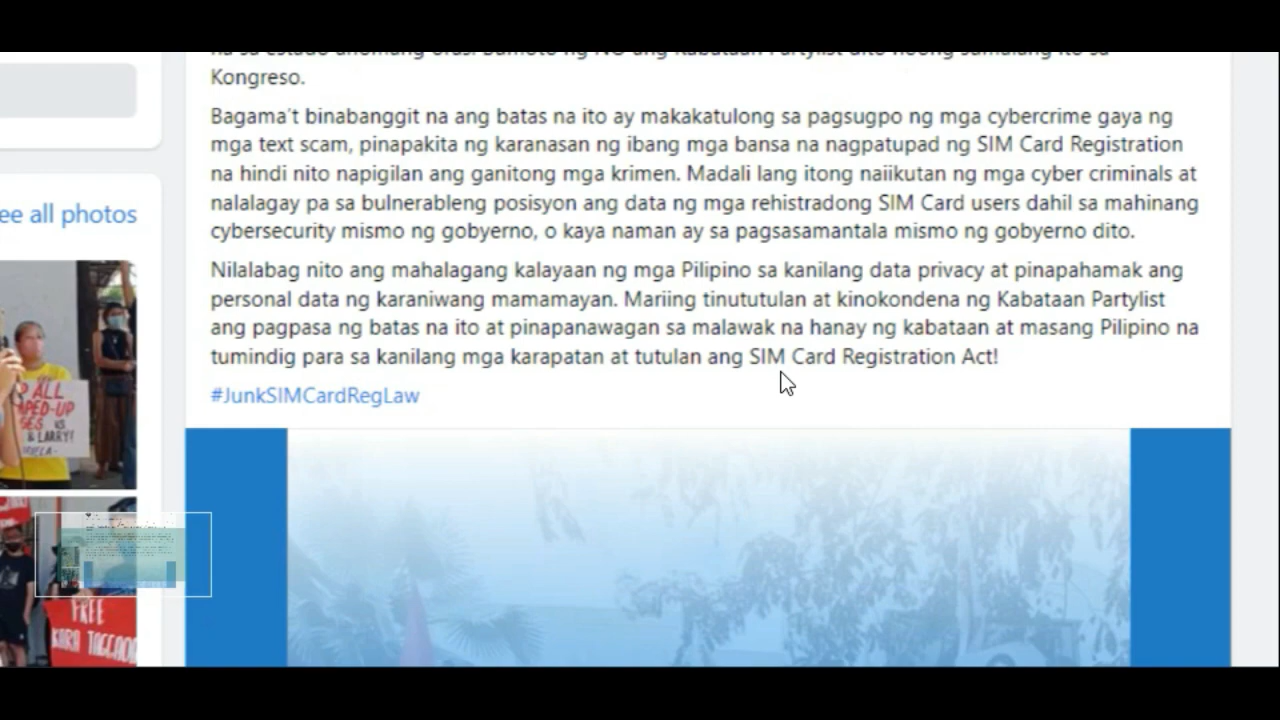 Kongreso.
Bagama't binabanggit na ang batas na ito ay makakatulong sa pagsugpo ng mga cybercrime gaya ng
mga text scam, pinapakita ng karanasan ng ibang mga bansa na nagpatupad ng SIM Card Registration
na hindi nito napigilan ang ganitong mga krimen. Madali lang itong naiikutan ng mga cyber criminals at
nalalagay pa sa bulnerableng posisyon ang data ng mga rehistradong SIM Card users dahil sa mahinang
cybersecurity mismo ng gobyerno, o kaya naman ay sa pagsasamantala mismo ng gobyerno dito.
Nilalabag nito ang mahalagang kalayaan ng mga Pilipino sa kanilang data privacy at pinapahamak ang
personal data ng karaniwang mamamayan. Mariing tinututulan at kinokondena ng Kabataan Partylist
ang pagpasa ng batas na ito at pinapanawagan sa malawak na hanay ng kabataan at masang Pilipino na
tumindig para sa kanilang mga karapatan at tutulan ang SIM Card Registration Act!
#JunkSIMCardRegLaw
ee all photos
ALL
& LARRY!
FREE
KARA